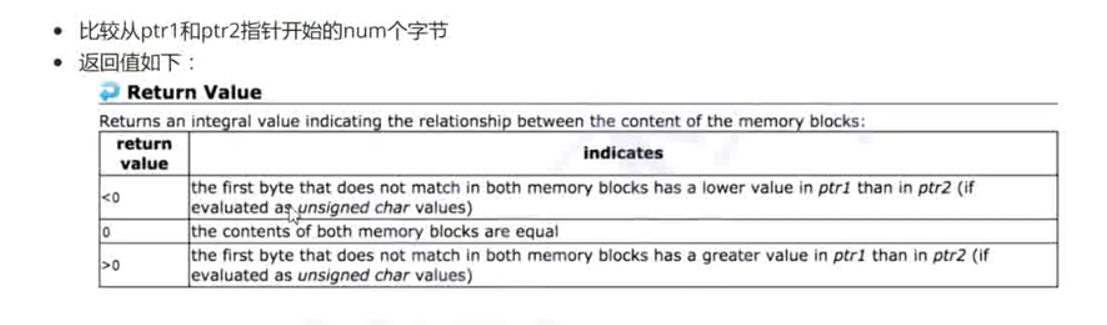 比较从ptr1和ptr2指针开始的num个字节
返回值如下：
Return Value
Returns an integral value indicating the relationship between the content of the memory blocks:
return
value
indicates
<0
the first byte that does not match in both memory blocks has a lower value in ptr1 than in ptr2 (if
evaluated as unsigned char values)
0
the contents of both memory blocks are equal
>0
the first byte that does not match in both memory blocks has a greater value in ptr1 than in ptr2 (if
evaluated as unsigned char values)